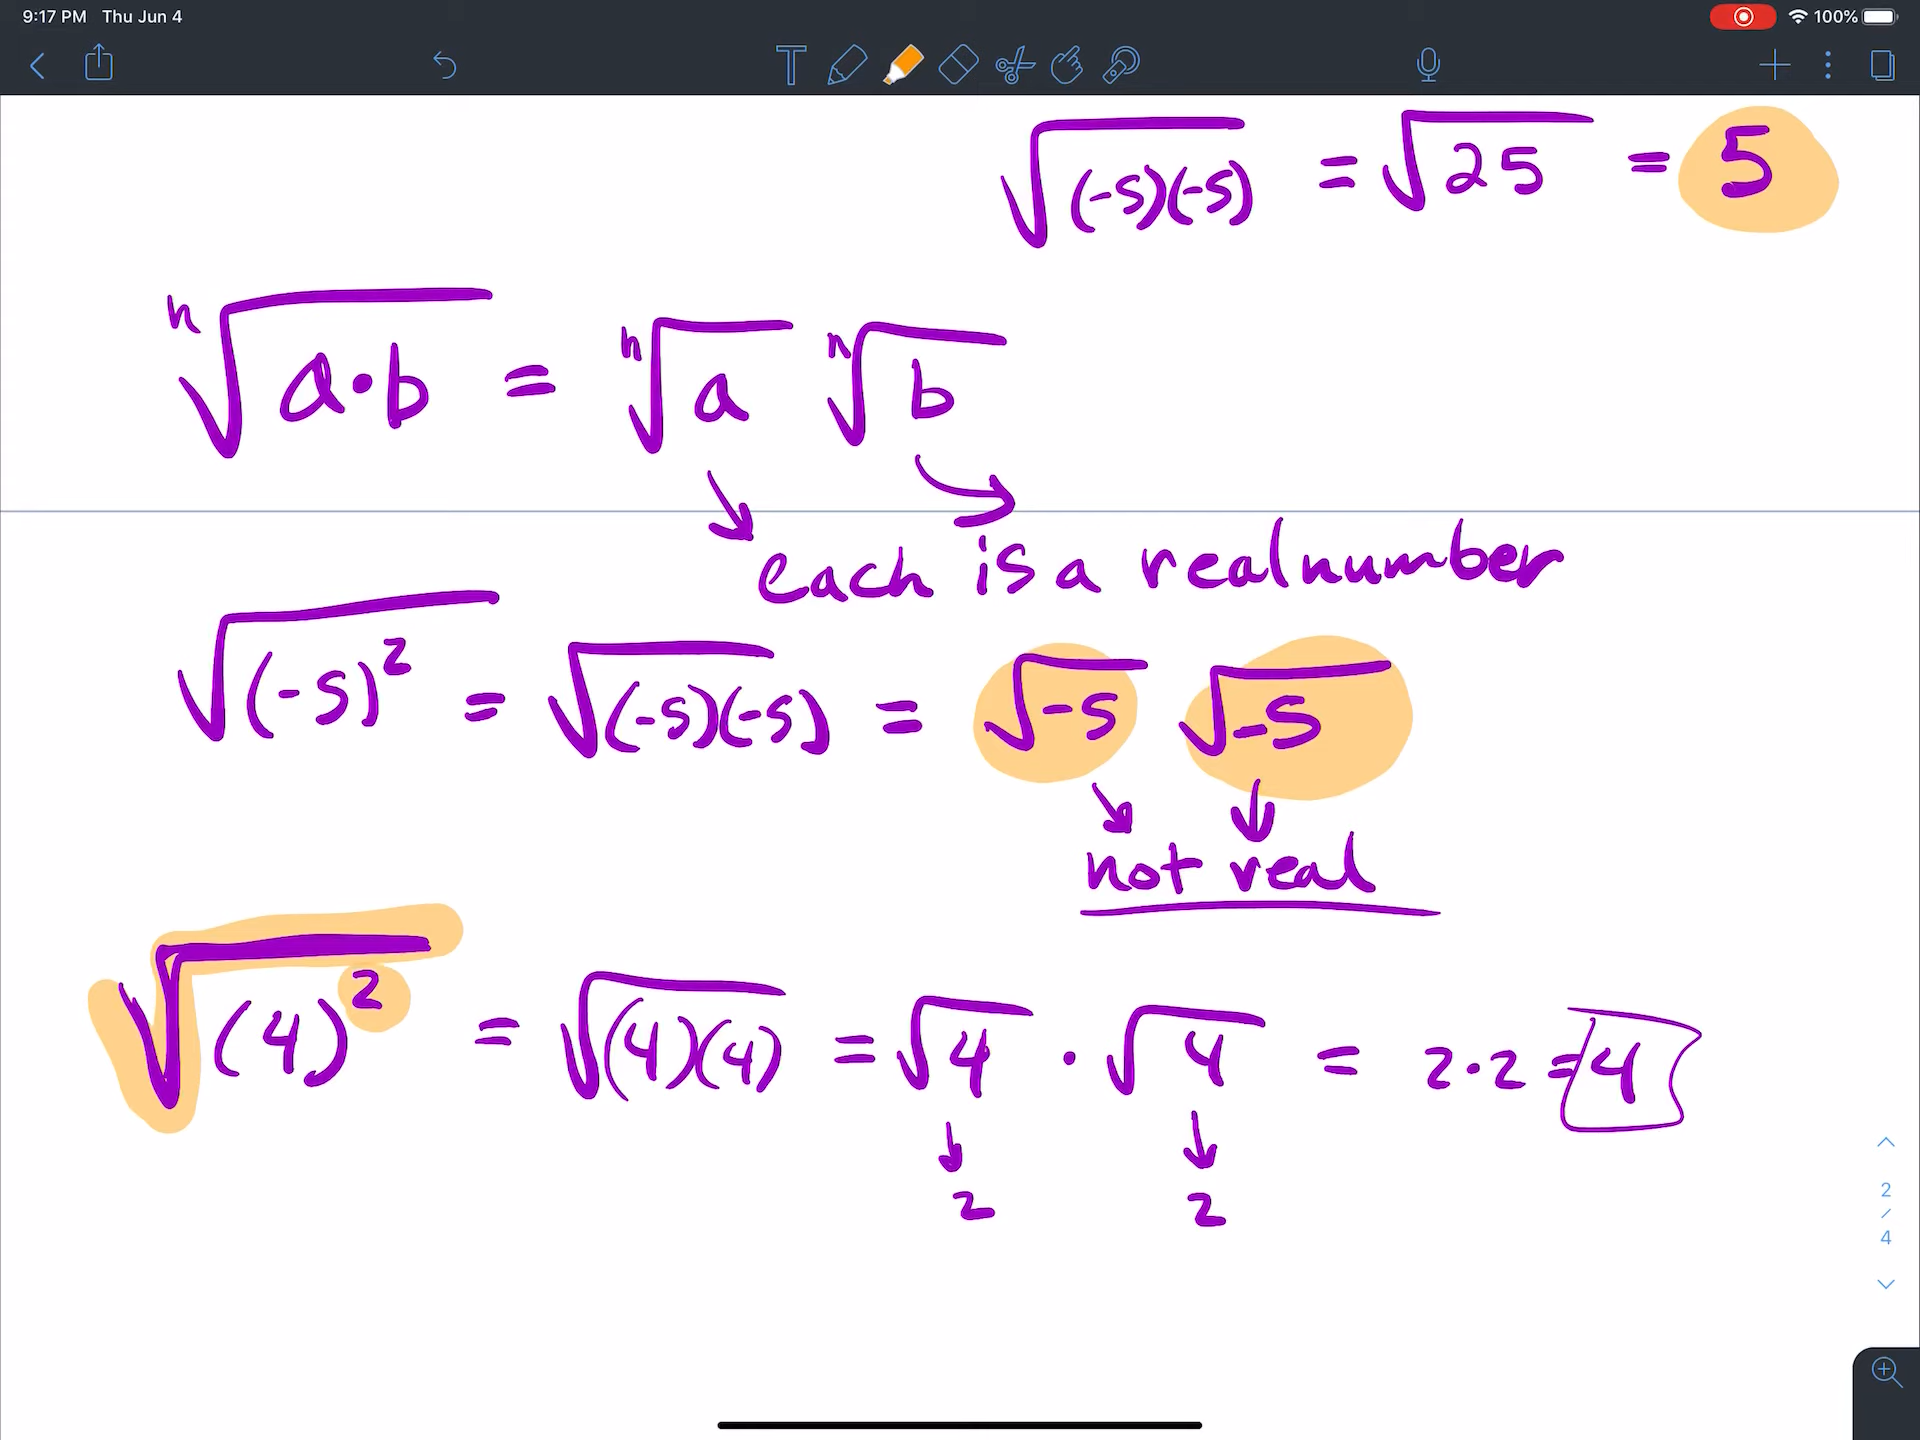 9:17 PM Thu Jun 4 100%
√(-5)(-5) = √25 = 5
ⁿ√a·b = ⁿ√a ⁿ√b
each is a real number
√(-5)² = √(-5)(-5) = √-5 √-5
not real
√(4)² = √(4)(4) = √4 · √4 = 2·2 = 4
2 2
2
/
4